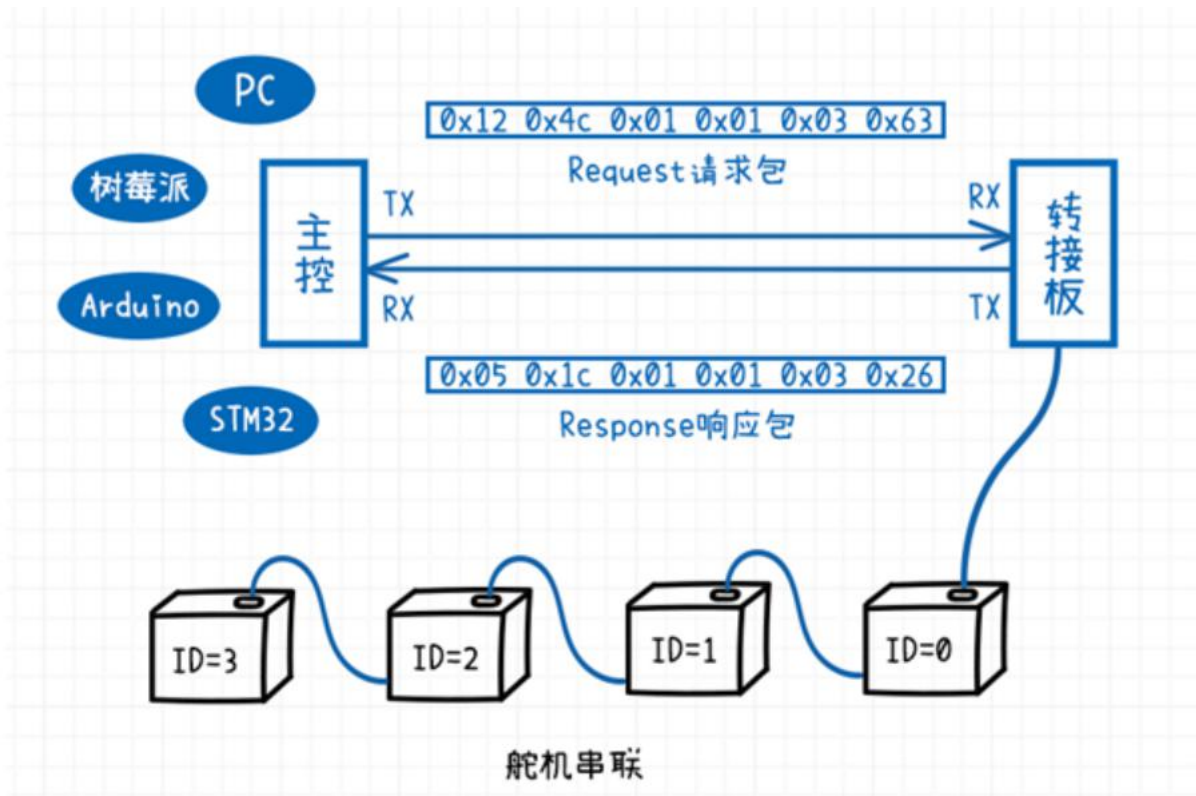 PC
0x12 0x4c 0x01 0x01 0x03 0x63
Request请求包
树莓派
TX
RX
主控
转接板
Arduino
RX
TX
0x05 0x1c 0x01 0x01 0x03 0x26
STM32
Response响应包
ID=3
ID=2
ID=1
ID=0
舵机串联